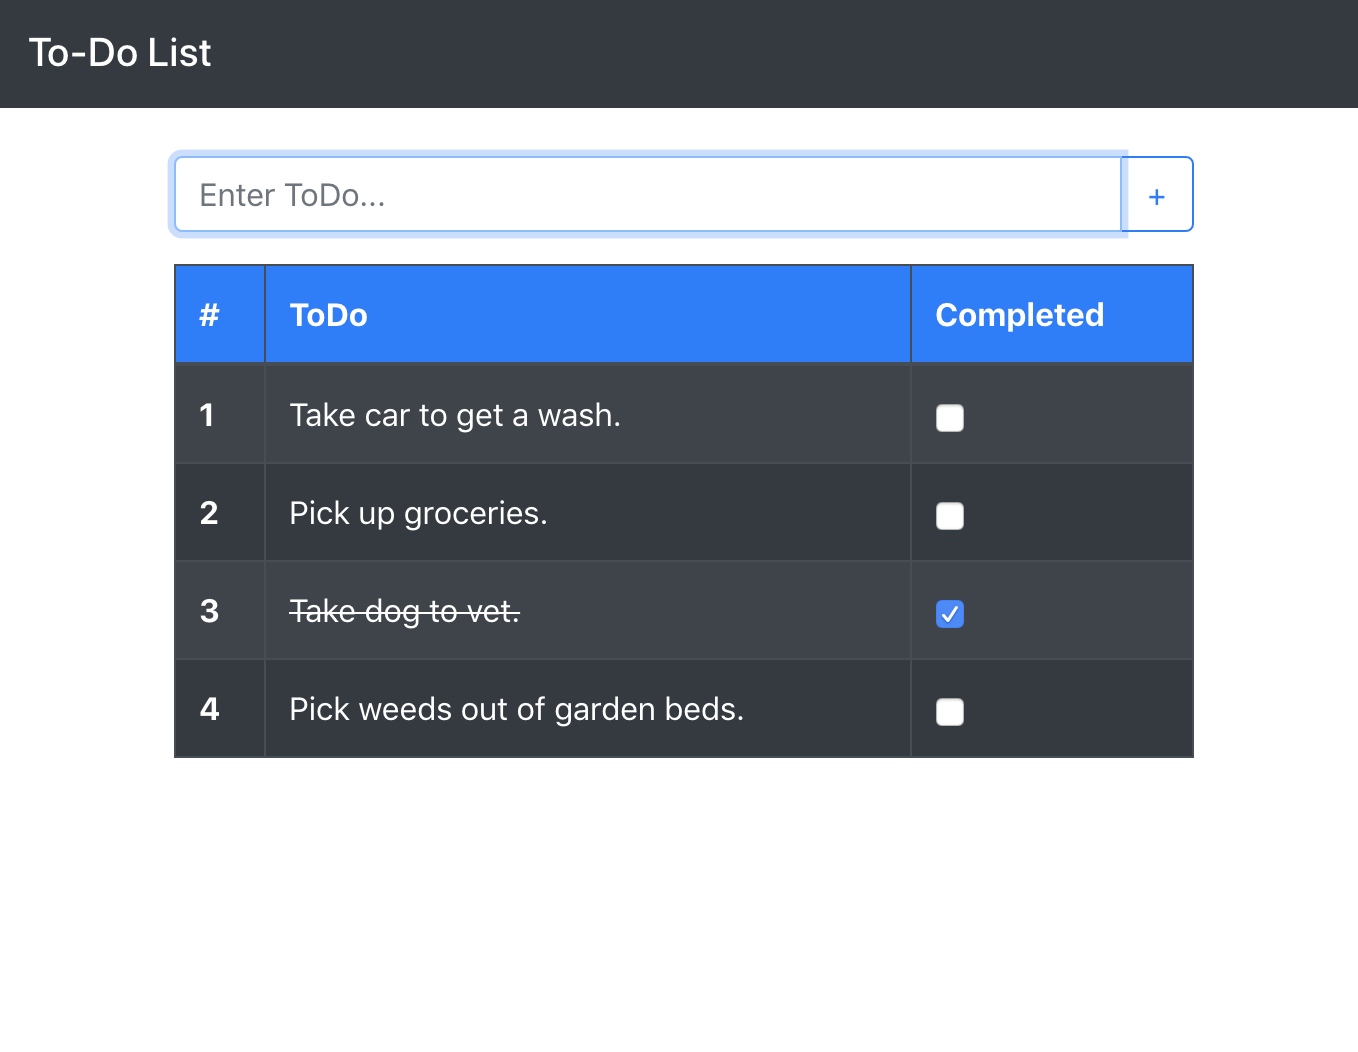 To-Do List
Enter ToDo...
+
# ToDo Completed
1 Take car to get a wash.
2 Pick up groceries.
3 Take dog to vet.
4 Pick weeds out of garden beds.